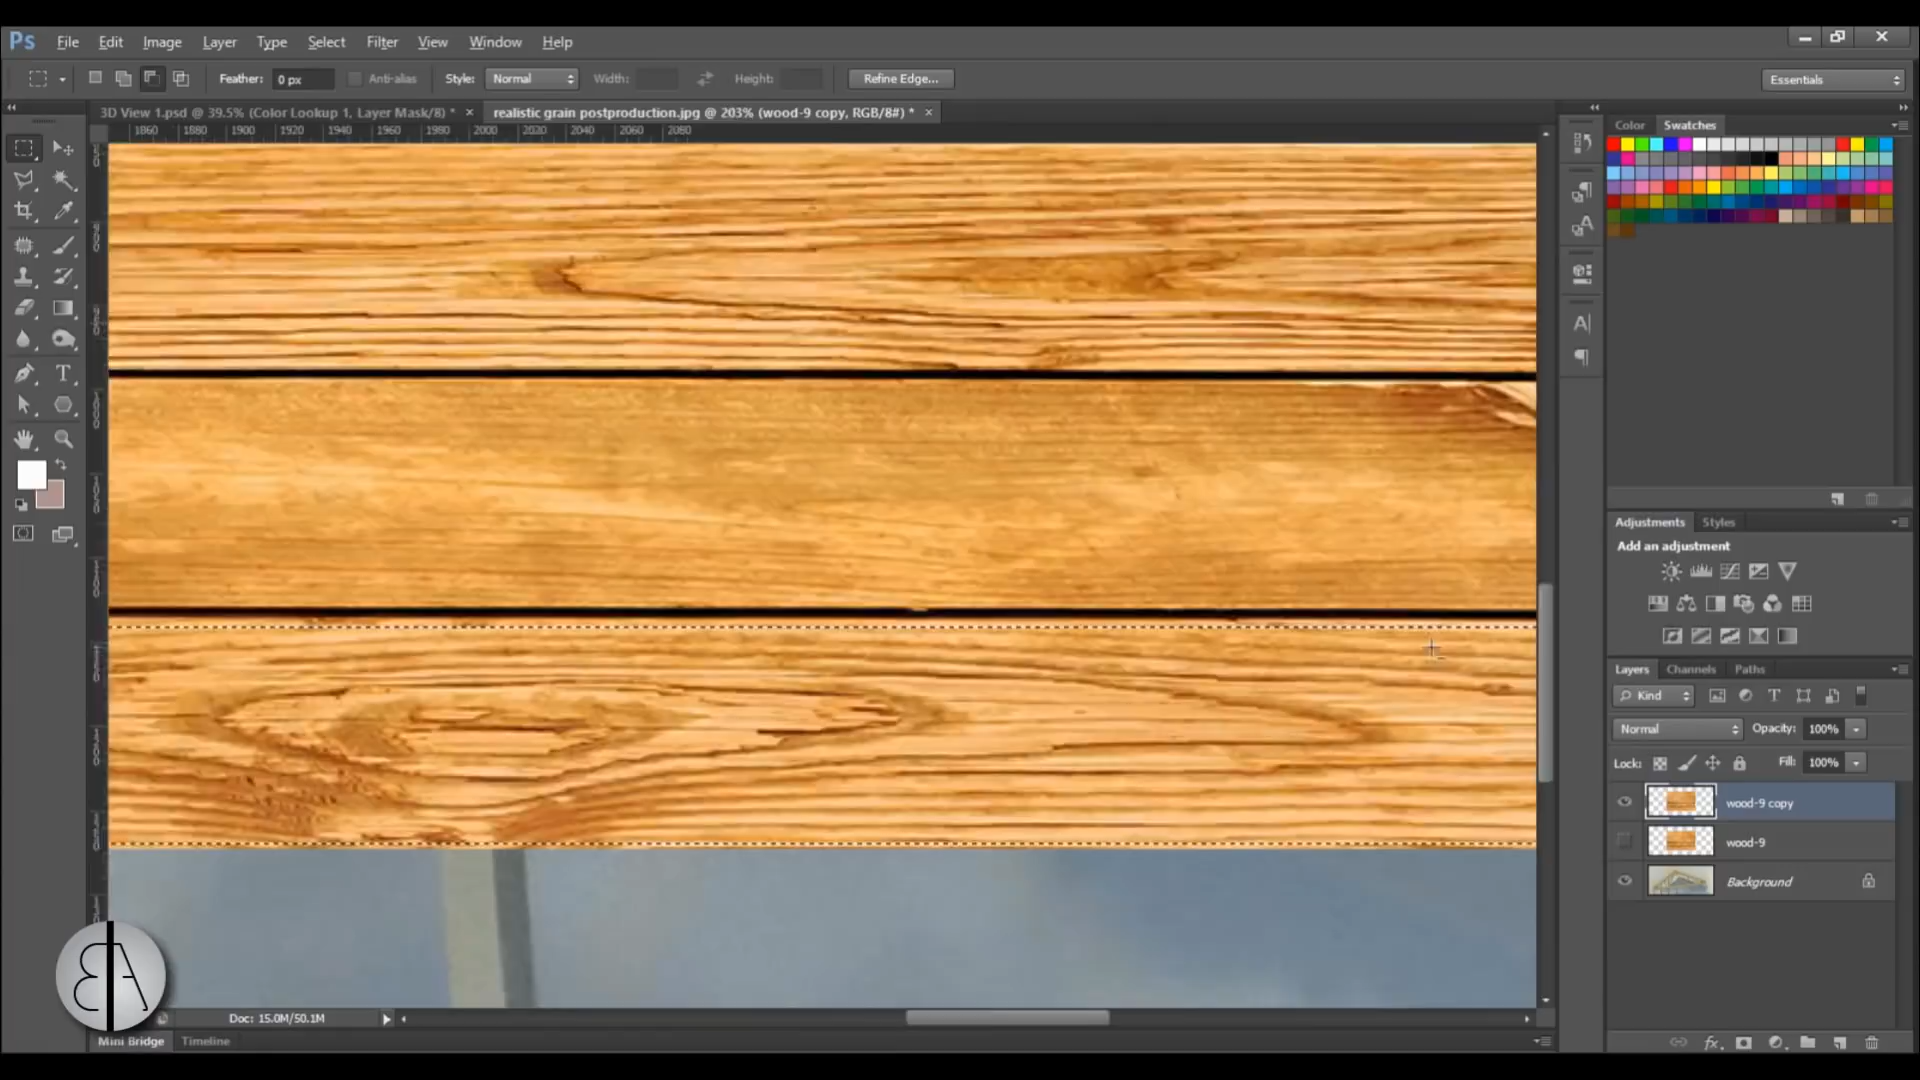 Ps File Edit Image Layer Type Select Filter View Window Help
Feather: 0 px Anti-alias Style: Normal Width: Height: Refine Edge... Essentials
3D View 1.psd @ 39.5% (Color Lookup 1, Layer Mask/8) * × realistic grain postproduction.jpg @ 203% (wood-9 copy, RGB/8#) * ×
1860 1880 1900 1920 1940 1960 1980 2000 2020 2040 2060 2080
Color Swatches
Adjustments Styles
Add an adjustment
Layers Channels Paths
Kind
Normal Opacity: 100%
Lock: Fill: 100%
wood-9 copy
wood-9
Background
BA
Doc: 15.0M/50.1M
Mini Bridge Timeline